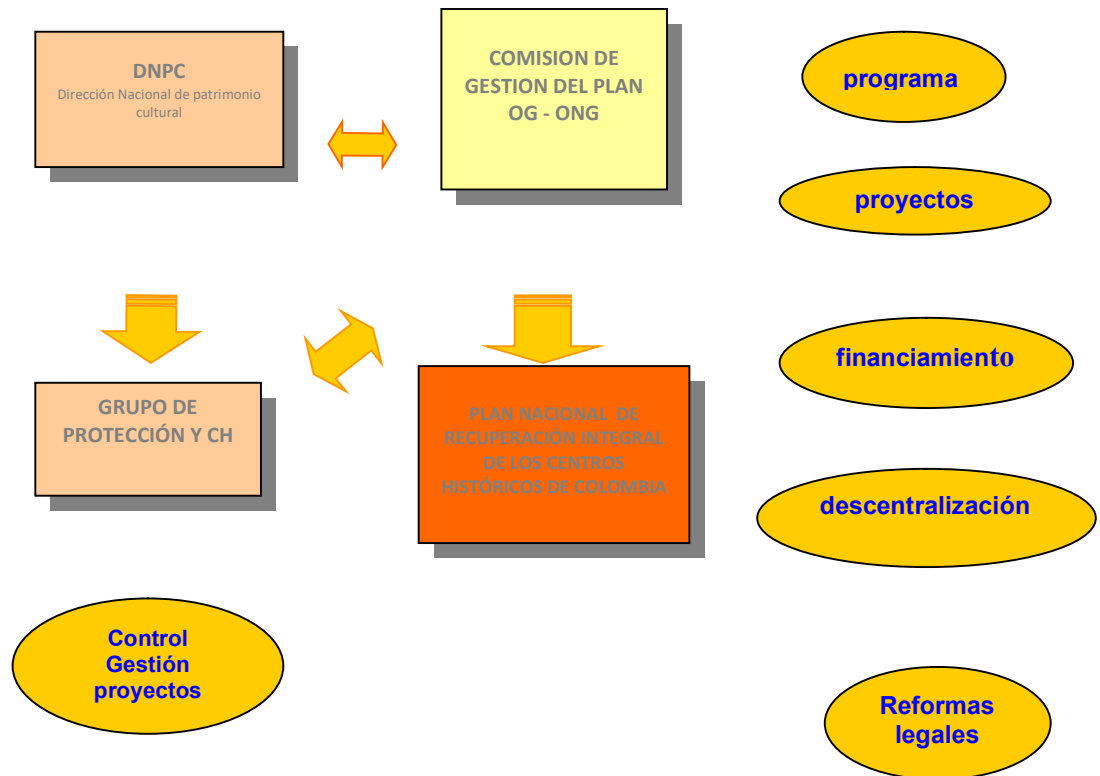 DNPC
Dirección Nacional de patrimonio
cultural
COMISION DE
GESTION DEL PLAN
OG - ONG
programa
proyectos
GRUPO DE
PROTECCIÓN Y CH
PLAN NACIONAL DE
RECUPERACIÓN INTEGRAL
DE LOS CENTROS
HISTÓRICOS DE COLOMBIA
financiamiento
descentralización
Control
Gestión
proyectos
Reformas
legales